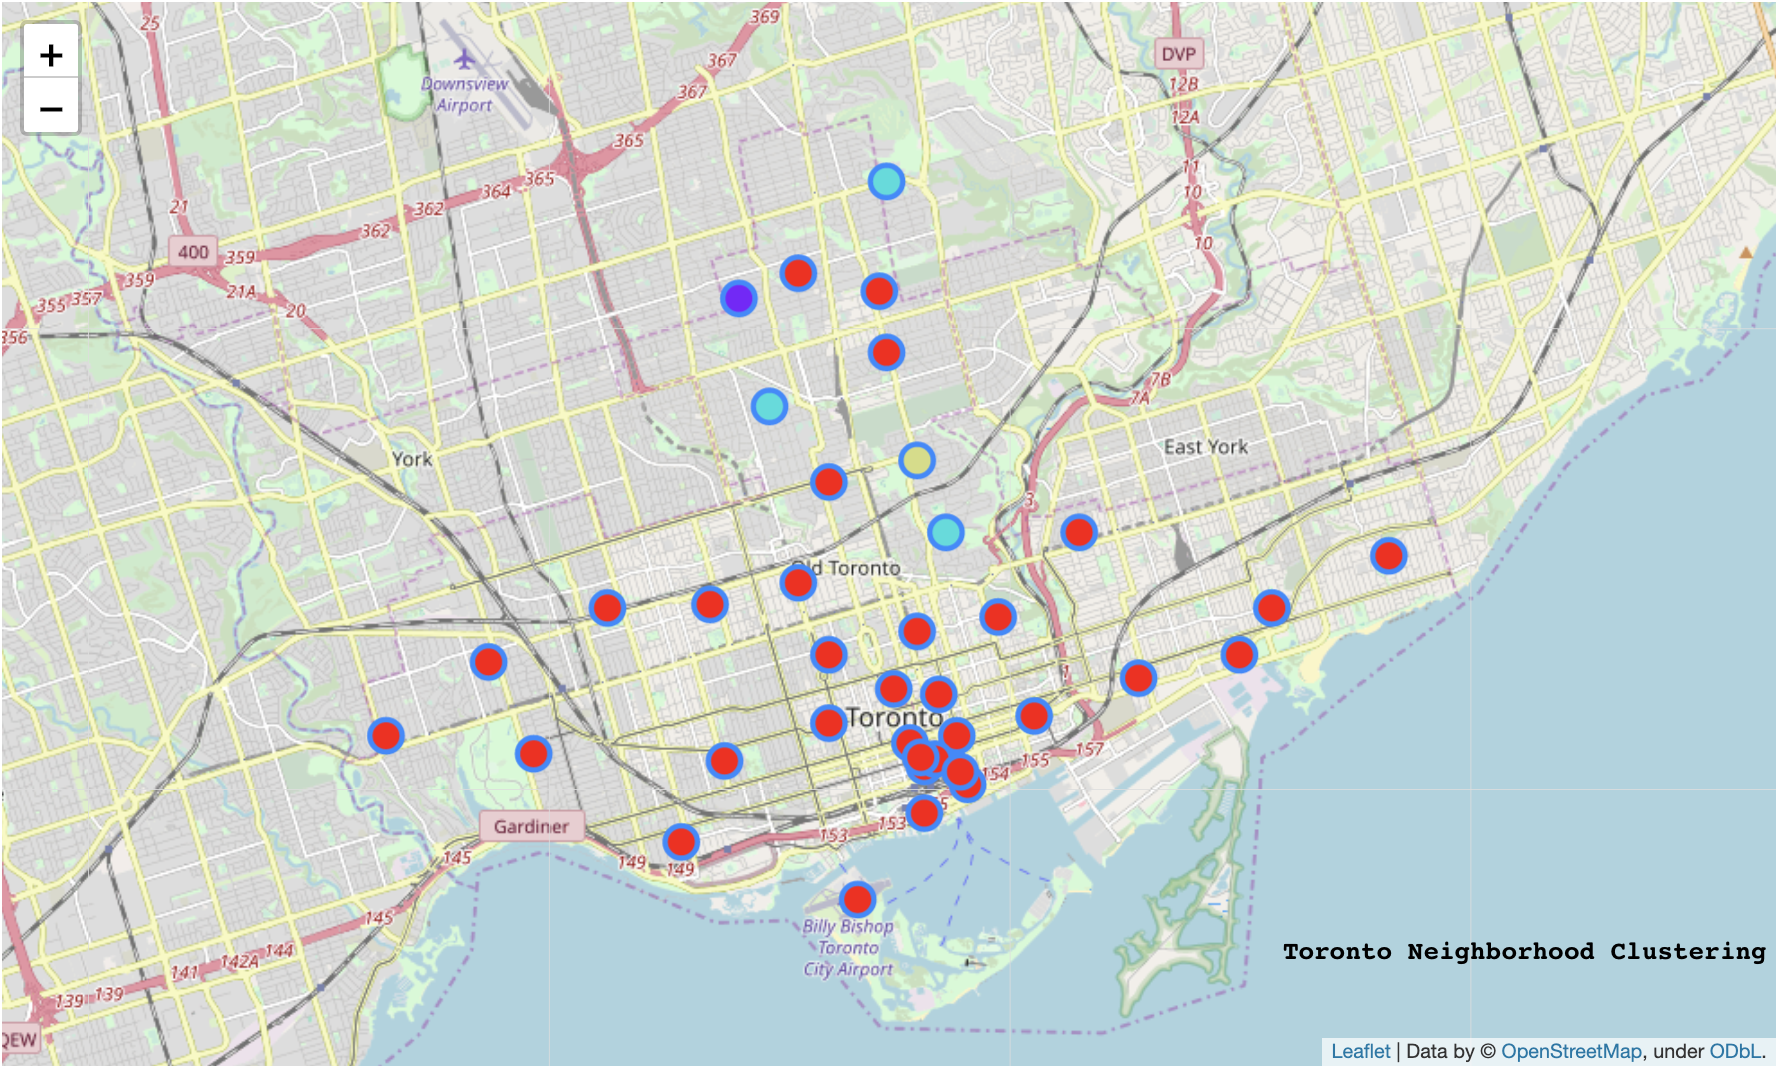 25
369
+
DVP
367
Downsview
Airport
12B
367
−
12A
365
11
365
364
10
21
362
362
10
400
359
359
21A
355
357
20
356
7B
7A
York
East York
3
Old Toronto
1
Toronto
157
155
154
5
Gardiner
153
153
145
149
149
145
Billy Bishop
Toronto
City Airport
144
142A
141
Toronto Neighborhood Clustering
139
139
QEW
Leaflet | Data by © OpenStreetMap, under ODbL.